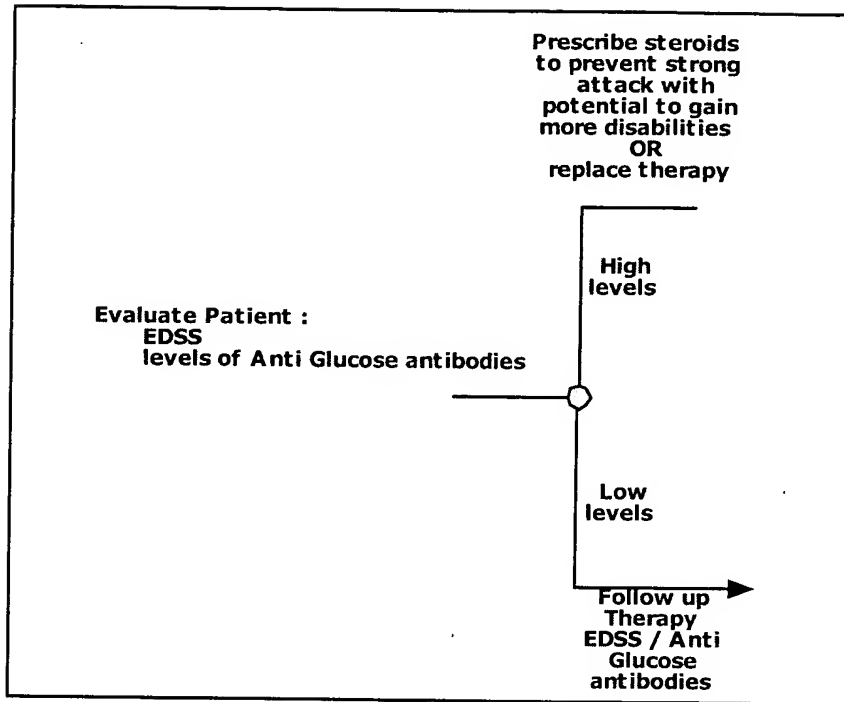 Prescribe steroids
to prevent strong
attack with
potential to gain
more disabilities
OR
replace therapy
High
levels
Evaluate Patient :
EDSS
levels of Anti Glucose antibodies
Low
levels
Follow up
Therapy
EDSS / Anti
Glucose
antibodies